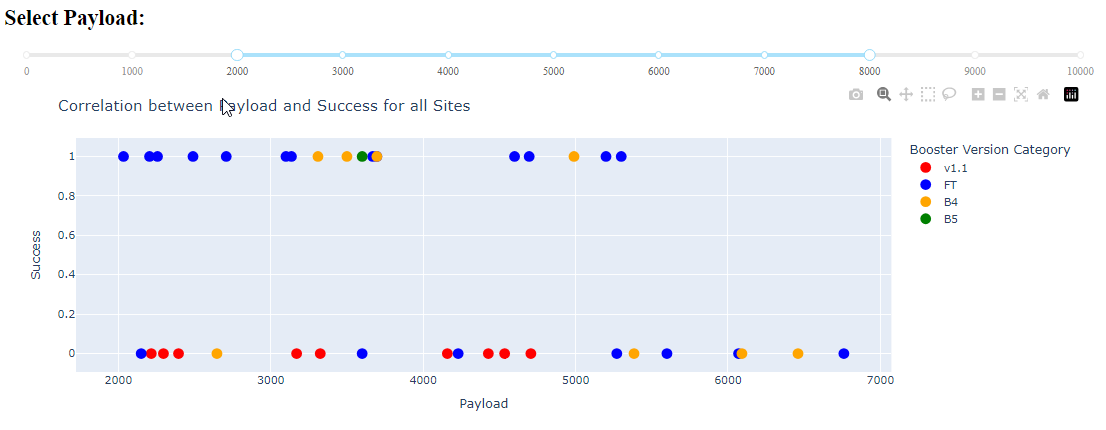 Select Payload:
0 1000 2000 3000 4000 5000 6000 7000 8000 9000 10000
Correlation between Payload and Success for all Sites
Booster Version Category
v1.1
FT
B4
B5
Success
1
0.8
0.6
0.4
0.2
0
2000 3000 4000 5000 6000 7000
Payload